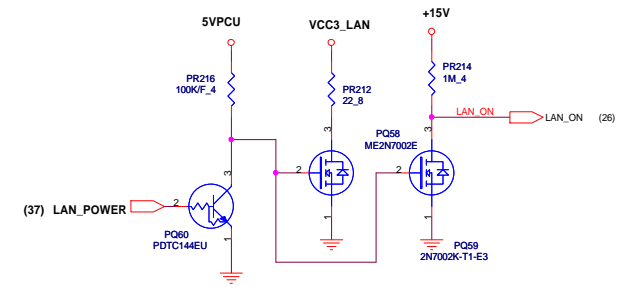 5VPCU
VCC3_LAN
+15V
PR216
100K/F_4
PR212
22_8
PR214
1M_4
LAN_ON
LAN_ON (26)
3
3
3
PQ58
ME2N7002E
2
2
2
(37) LAN_POWER
1
1
1
PQ60
PDTC144EU
PQ59
2N7002K-T1-E3